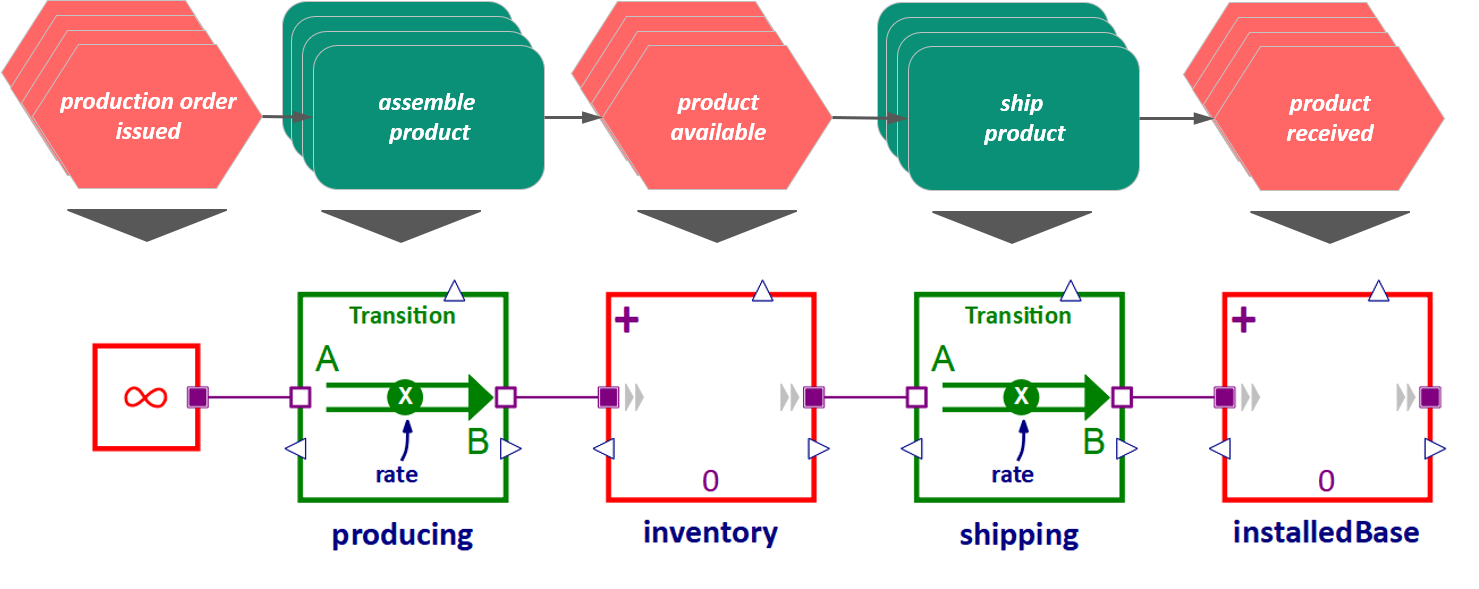 production order
issued
assemble
product
product
available
ship
product
product
received
∞
Transition
A
X
B
rate
producing
+
0
inventory
Transition
A
X
B
rate
shipping
+
0
installedBase